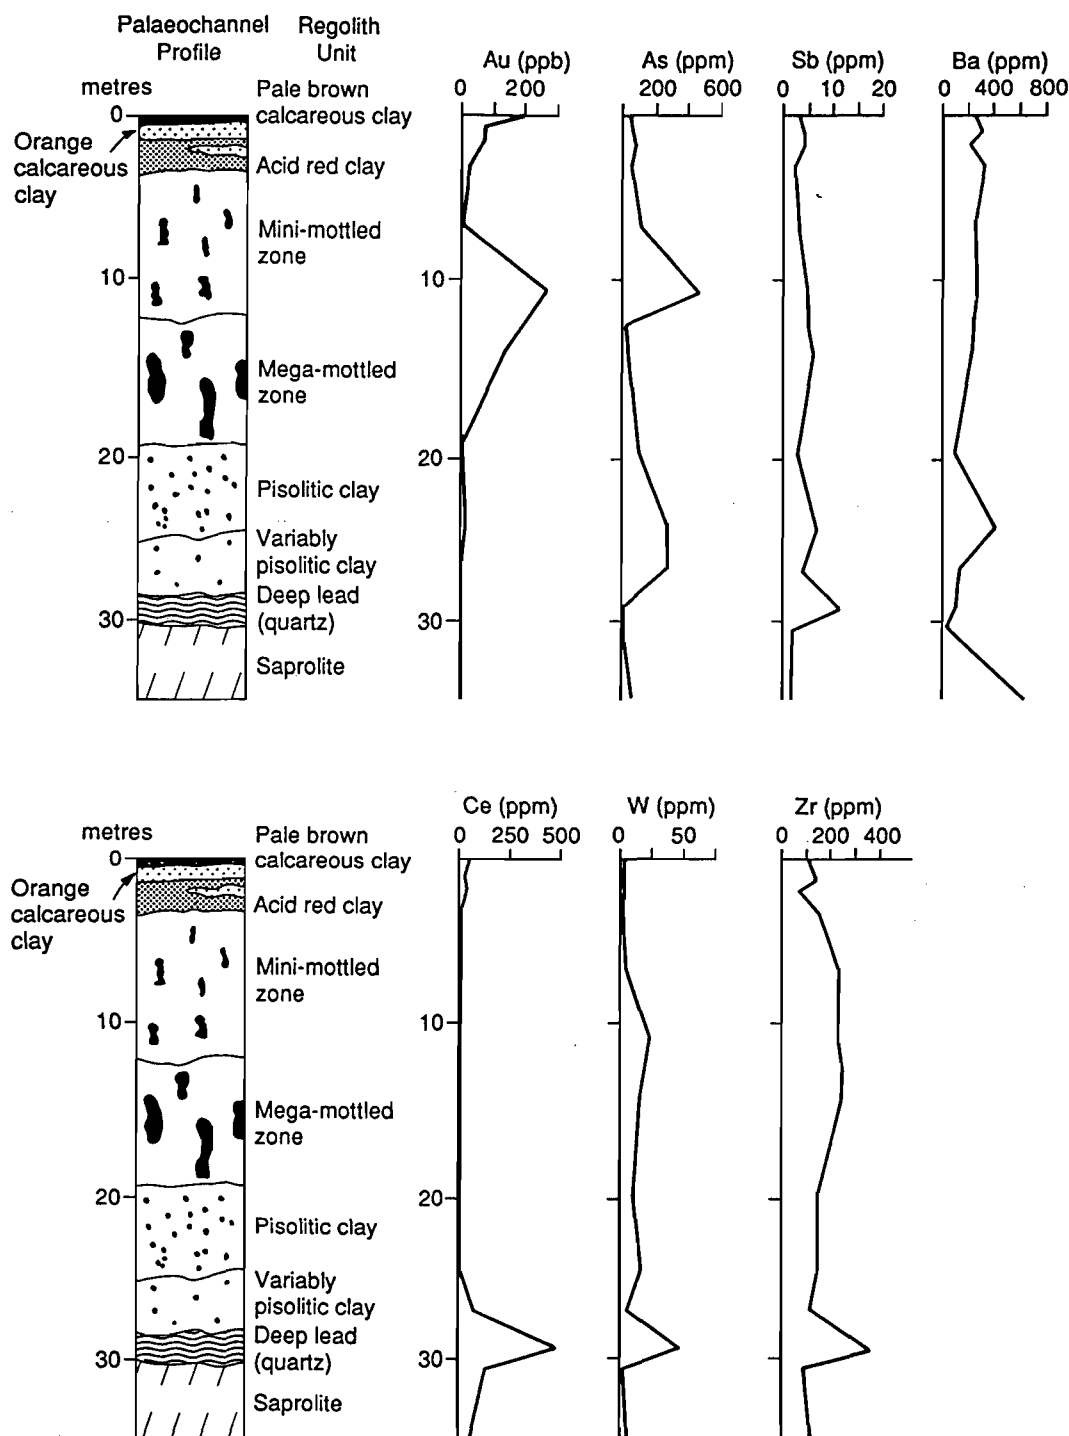 Palaeochannel Profile
Regolith Unit
metres
Pale brown
calcareous clay
Orange
calcareous
clay
Acid red clay
Mini-mottled
zone
Mega-mottled
zone
Pisolitic clay
Variably
pisolitic clay
Deep lead
(quartz)
Saprolite
0
10
20
30
Au (ppb)
0 200
10
20
30
As (ppm)
0 200 600
Sb (ppm)
0 10 20
Ba (ppm)
0 400 800
metres
Pale brown
calcareous clay
Orange
calcareous
clay
Acid red clay
Mini-mottled
zone
Mega-mottled
zone
Pisolitic clay
Variably
pisolitic clay
Deep lead
(quartz)
Saprolite
0
10
20
30
Ce (ppm)
0 250 500
10
20
30
W (ppm)
0 50
Zr (ppm)
0 200 400